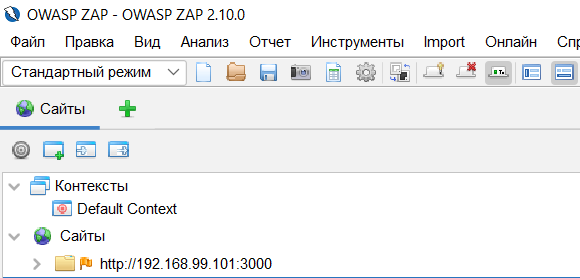 OWASP ZAP - OWASP ZAP 2.10.0
Файл Правка Вид Анализ Отчет Инструменты Import Онлайн Спр
Стандартный режим
Сайты
Контексты
Default Context
Сайты
http://192.168.99.101:3000